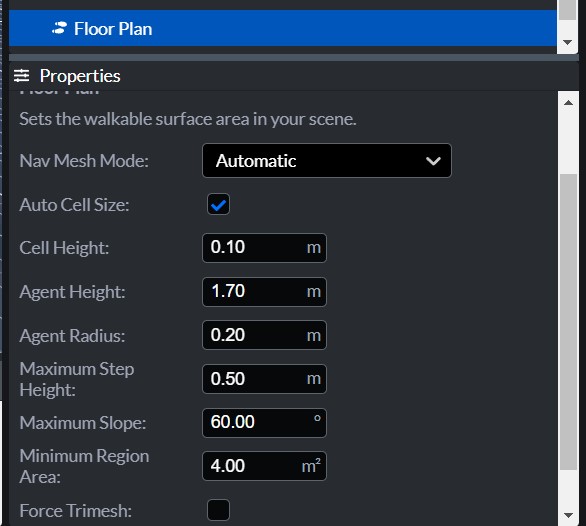 Floor Plan
Properties
Floor Plan
Sets the walkable surface area in your scene.
Nav Mesh Mode: Automatic
Auto Cell Size:
Cell Height: 0.10 m
Agent Height: 1.70 m
Agent Radius: 0.20 m
Maximum Step
Height: 0.50 m
Maximum Slope: 60.00 °
Minimum Region
Area: 4.00 m²
Force Trimesh: